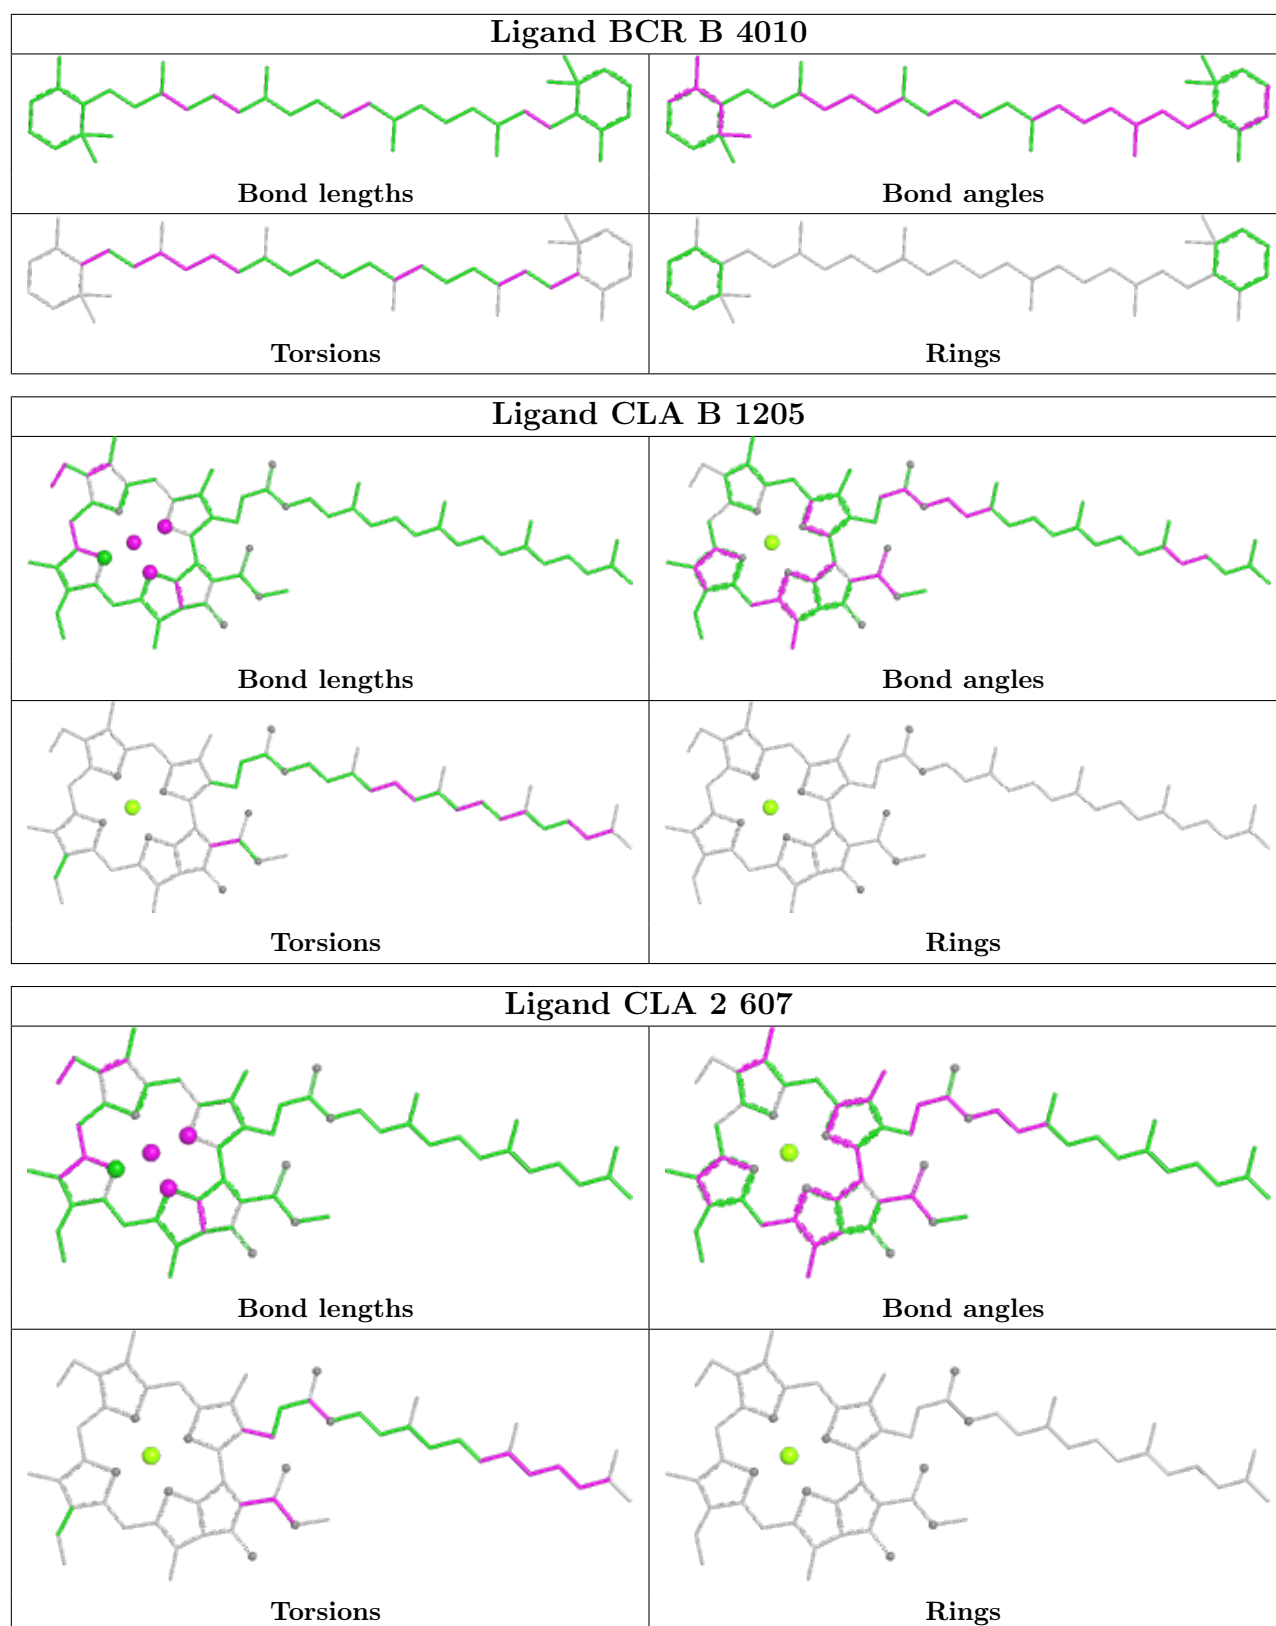 Ligand BCR B 4010
Bond lengths
Bond angles
Torsions
Rings
Ligand CLA B 1205
Bond lengths
Bond angles
Torsions
Rings
Ligand CLA 2 607
Bond lengths
Bond angles
Torsions
Rings